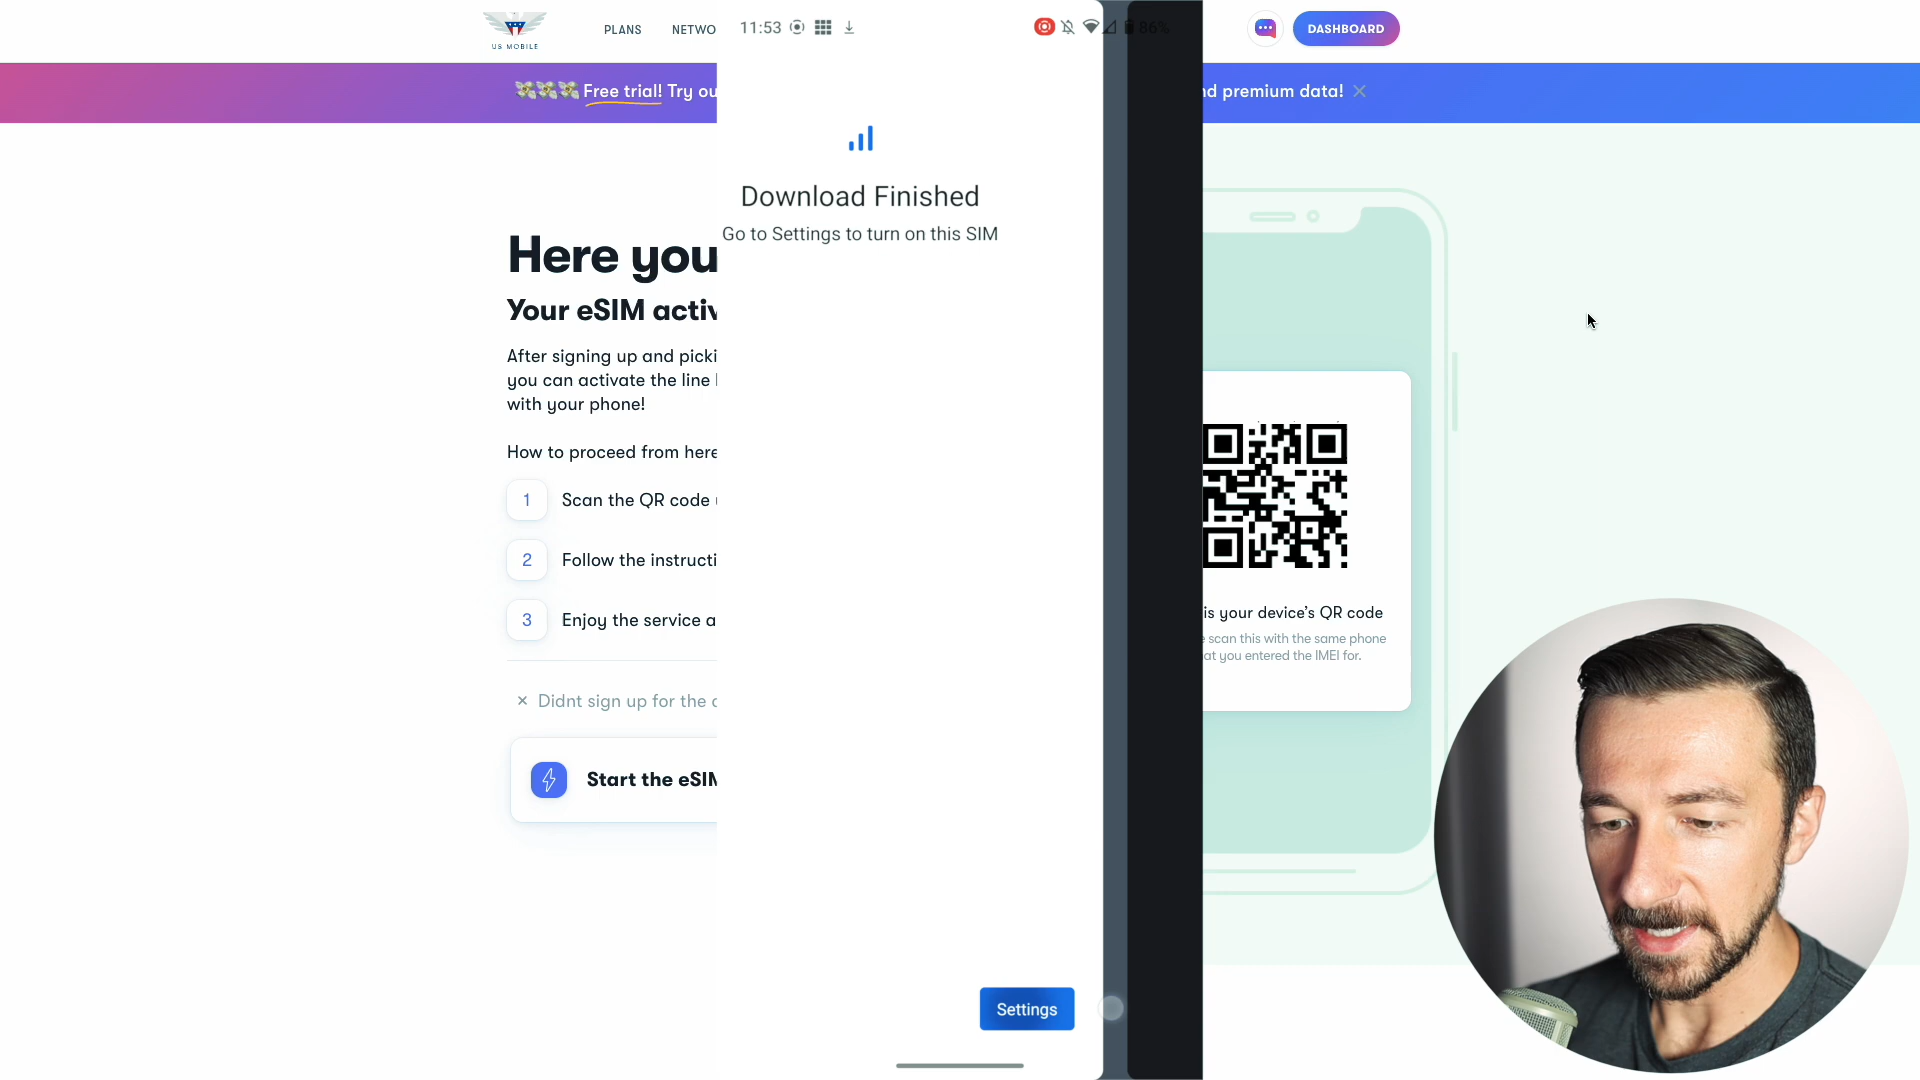 US MOBILE
PLANS
NETWO
11:53
86%
DASHBOARD
Free trial! Try ou
nd premium data!
Download Finished
Go to Settings to turn on this SIM
Here you
Your eSIM activ
After signing up and picki
you can activate the line
with your phone!
How to proceed from here
1 Scan the QR code
2 Follow the instructi
3 Enjoy the service a
Didnt sign up for the
Start the eSIM
is your device's QR code
scan this with the same phone
at you entered the IMEI for.
Settings